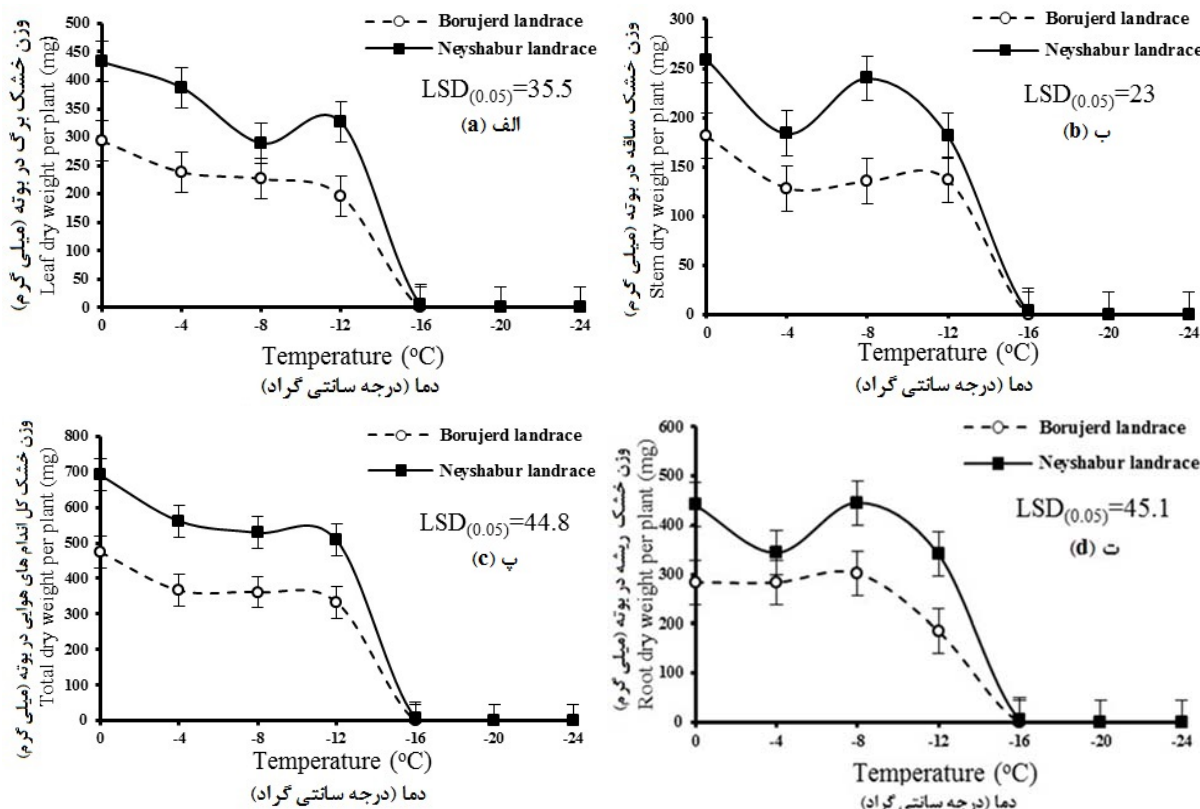 وزن خشک برگ در بوته (میلی گرم)
Leaf dry weight per plant (mg)
500
450
400
350
300
250
200
150
100
50
0
Borujerd landrace
Neyshabur landrace
LSD(0.05)=35.5
الف (a)
0 -4 -8 -12 -16 -20 -24
Temperature (°C)
دما (درجه سانتی گراد)
وزن خشک ساقه در بوته (میلی گرم)
Stem dry weight per plant (mg)
300
250
200
150
100
50
0
Borujerd landrace
Neyshabur landrace
LSD(0.05)=23
ب (b)
0 -4 -8 -12 -16 -20 -24
Temperature (°C)
دما (درجه سانتی گراد)
وزن خشک کل اندام های هوایی در بوته (میلی گرم)
Total dry weight per plant (mg)
800
700
600
500
400
300
200
100
0
Borujerd landrace
Neyshabur landrace
LSD(0.05)=44.8
پ (c)
0 -4 -8 -12 -16 -20 -24
Temperature (°C)
دما (درجه سانتی گراد)
وزن خشک ریشه در بوته (میلی گرم)
Root dry weight per plant (mg)
600
500
400
300
200
100
0
Borujerd landrace
Neyshabur landrace
LSD(0.05)=45.1
ت (d)
0 -4 -8 -12 -16 -20 -24
Temperature (°C)
دما (درجه سانتی گراد)